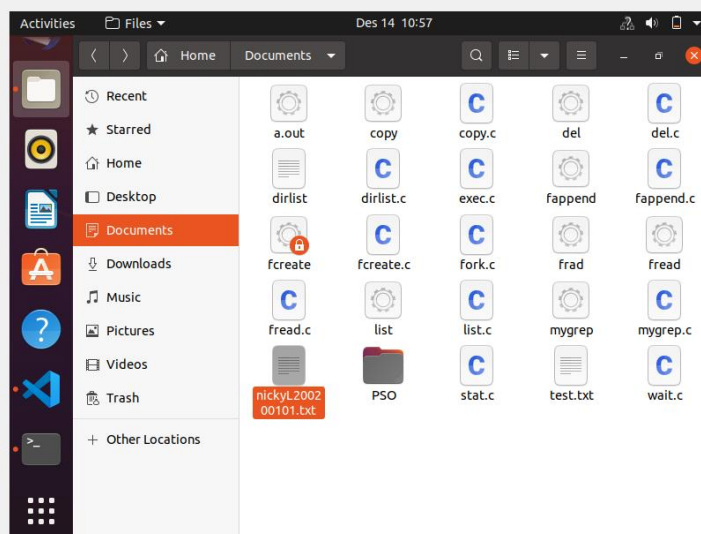 Activities Files Des 14 10:57
Home Documents
Recent
Starred
Home
Desktop
Documents
Downloads
Music
Pictures
Videos
Trash
+ Other Locations
a.out copy copy.c del del.c
dirlist dirlist.c exec.c fappend fappend.c
fcreate fcreate.c fork.c frad fread
fread.c list list.c mygrep mygrep.c
nickyL2002
00101.txt PSO stat.c test.txt wait.c